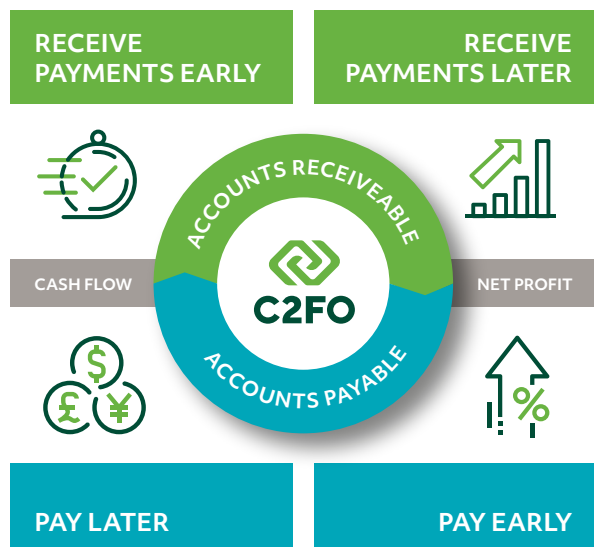 RECEIVE
PAYMENTS EARLY
RECEIVE
PAYMENTS LATER
ACCOUNTS RECEIVEABLE
CASH FLOW
C2FO
NET PROFIT
ACCOUNTS PAYABLE
$
£
¥
%
PAY LATER
PAY EARLY